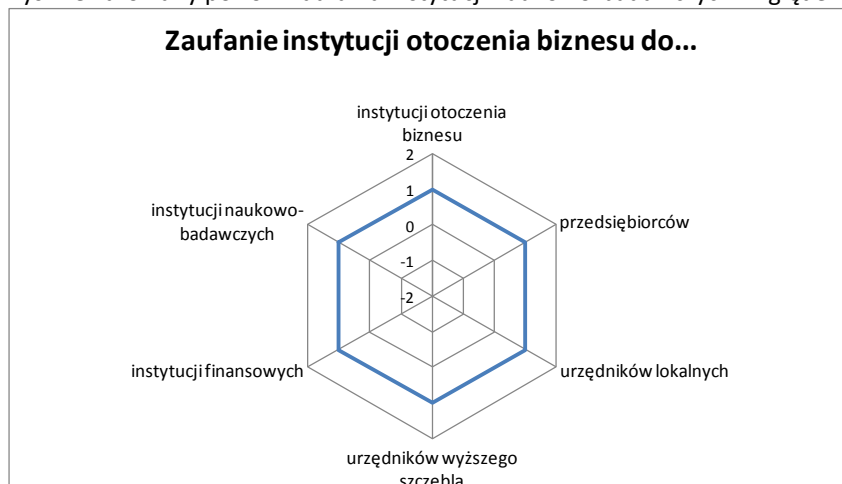 Zaufanie instytucji otoczenia biznesu do...
instytucji otoczenia
biznesu
2
1
0
-1
-2
instytucji naukowo-
badawczych
przedsiębiorców
instytucji finansowych
urzędników lokalnych
urzędników wyższego
szczebla